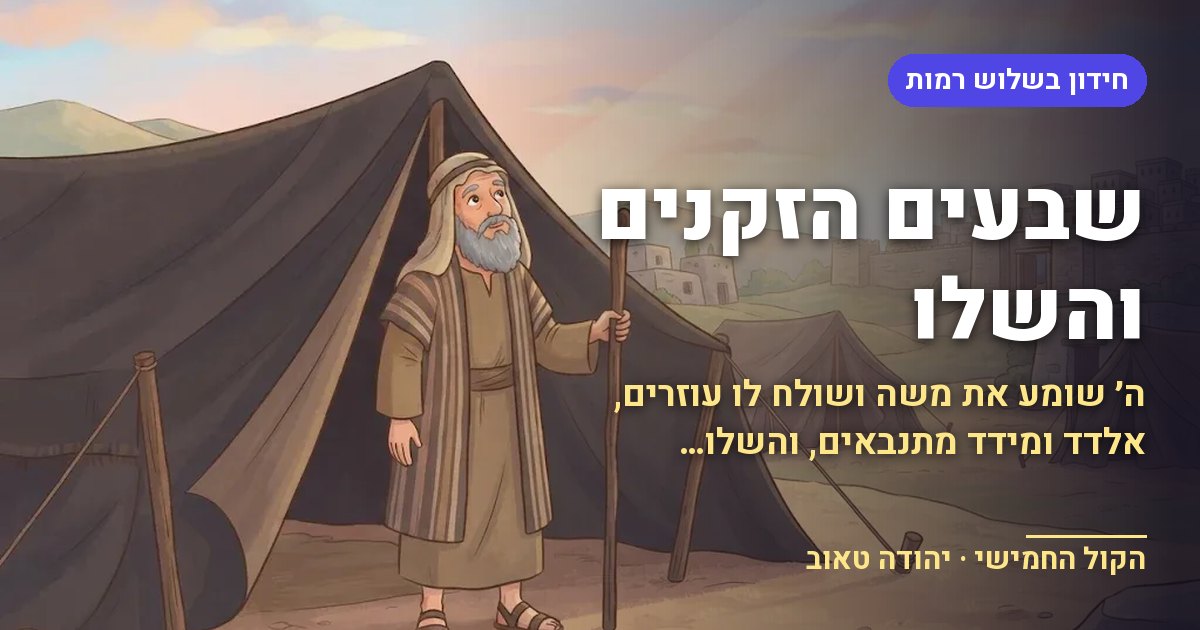 חידון בשלוש רמות
שבעים הזקנים
והשלו
ה׳ שומע את משה ושולח לו עוזרים,
אלדד ומידד מתנבאים, והשלו...
הקול החמישי · יהודה טאוב